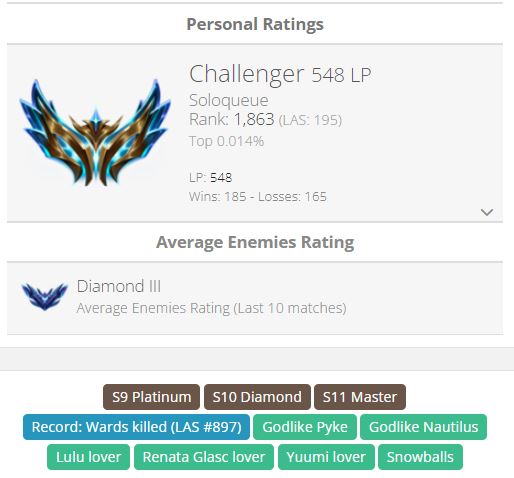 Personal Ratings
Challenger 548 LP
Soloqueue
Rank: 1,863 (LAS: 195)
Top 0.014%
LP: 548
Wins: 185 - Losses: 165
Average Enemies Rating
Diamond III
Average Enemies Rating (Last 10 matches)
S9 Platinum S10 Diamond S11 Master
Record: Wards killed (LAS #897) Godlike Pyke Godlike Nautilus
Lulu lover Renata Glasc lover Yuumi lover Snowballs